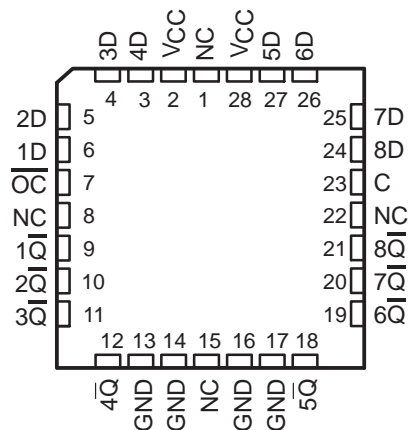 3D 4D VCC NC VCC 5D 6D
4 3 2 1 28 27 26
2D 5 25 7D
1D 6 24 8D
O̅C̅ 7 23 C
NC 8 22 NC
1Q̅ 9 21 8Q̅
2Q̅ 10 20 7Q̅
3Q̅ 11 19 6Q̅
12 13 14 15 16 17 18
4Q̅ GND GND NC GND GND 5Q̅